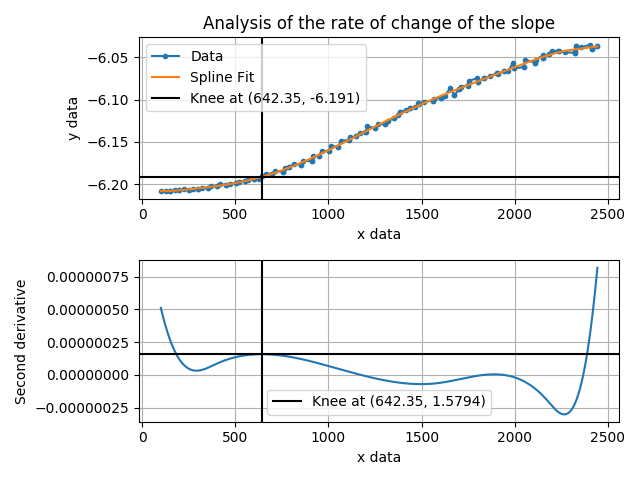 Analysis of the rate of change of the slope
−6.05
−6.10
−6.15
−6.20
y data
Data
Spline Fit
Knee at (642.35, -6.191)
0 500 1000 1500 2000 2500
x data
0.00000075
0.00000050
0.00000025
0.00000000
−0.00000025
Second derivative
Knee at (642.35, 1.5794)
0 500 1000 1500 2000 2500
x data